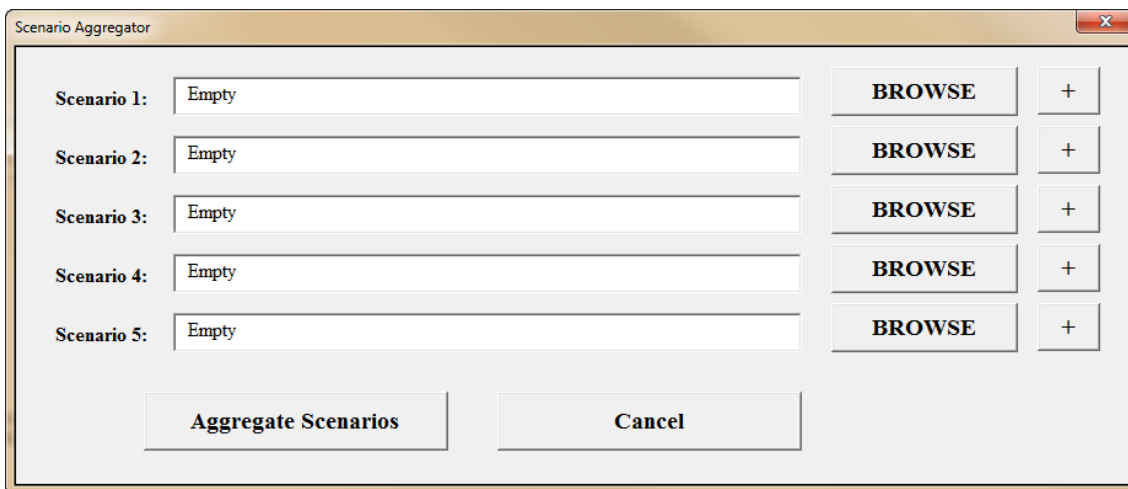 Scenario Aggregator x
Scenario 1: Empty BROWSE +
Scenario 2: Empty BROWSE +
Scenario 3: Empty BROWSE +
Scenario 4: Empty BROWSE +
Scenario 5: Empty BROWSE +
Aggregate Scenarios Cancel